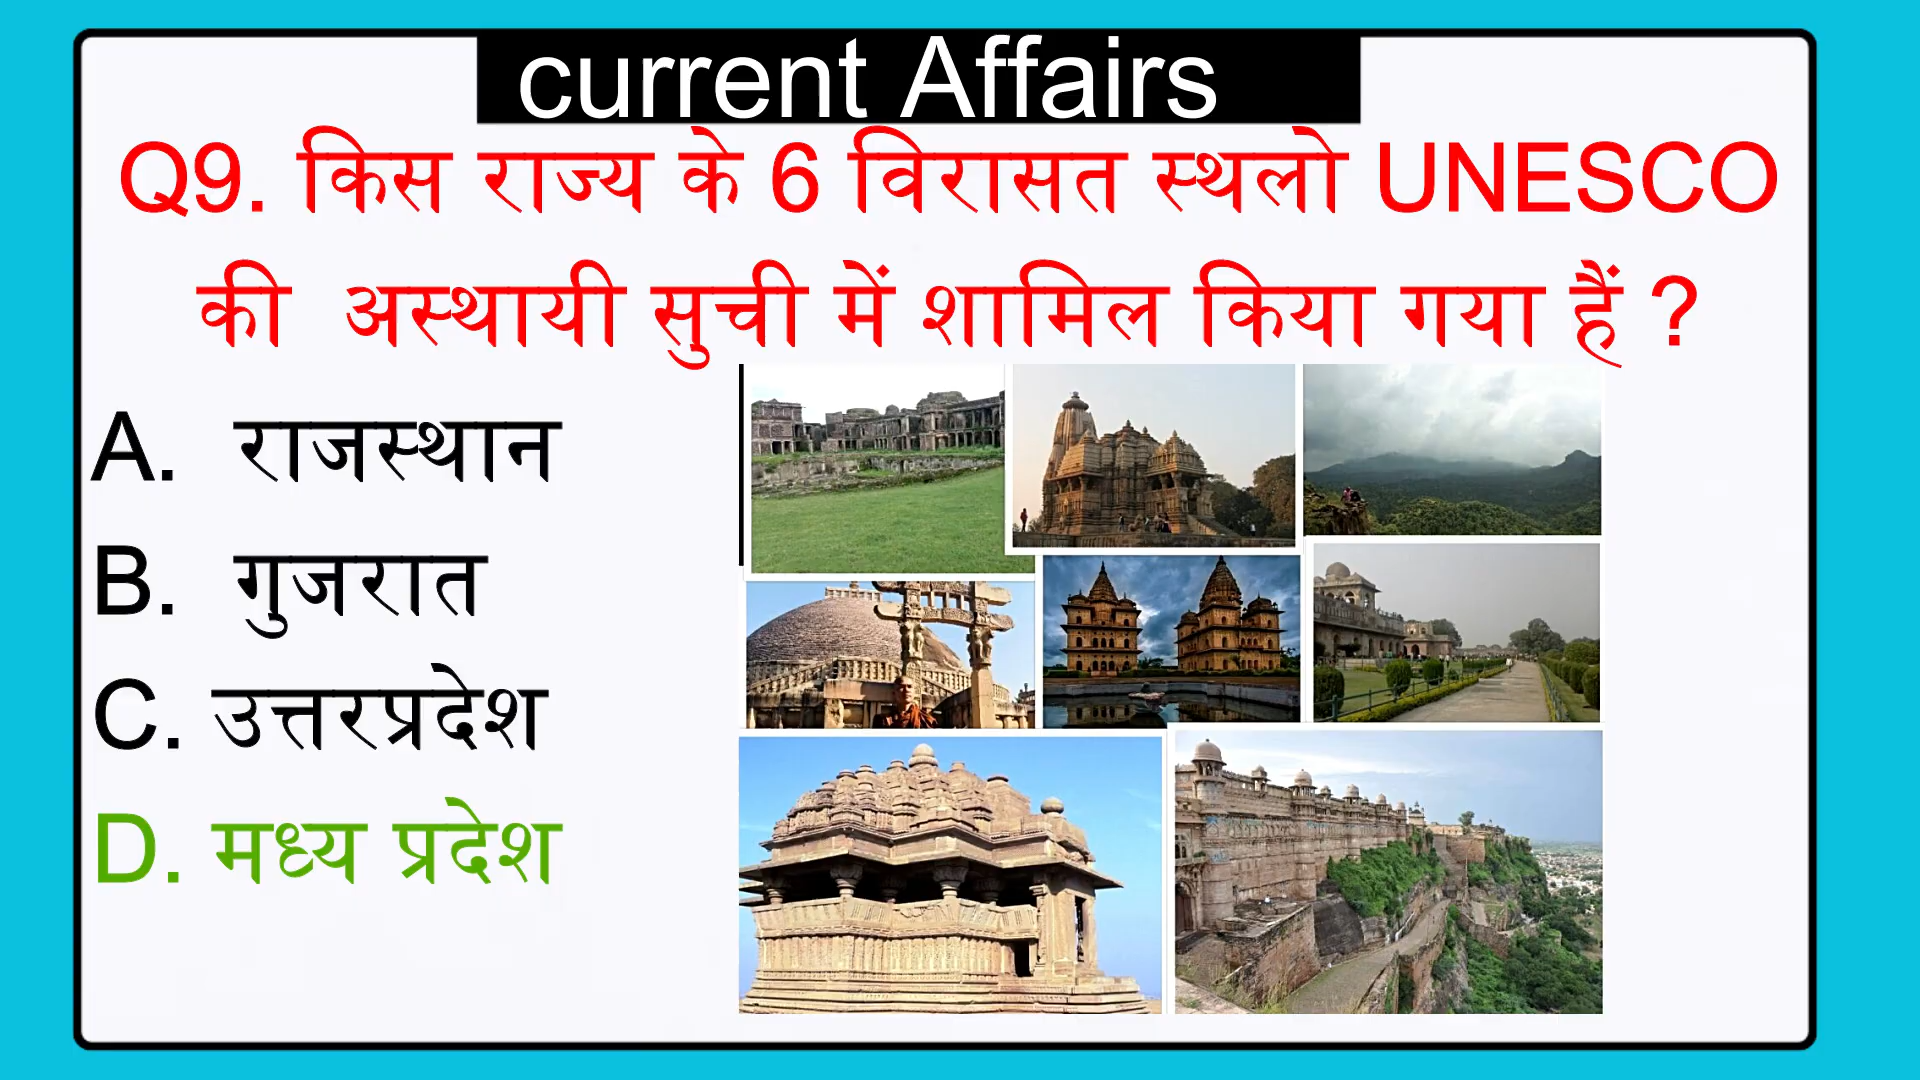 current Affairs
Q9. किस राज्य के 6 विरासत स्थलो UNESCO
की अस्थायी सुची में शामिल किया गया हैं ?
A. राजस्थान
B. गुजरात
C. उत्तरप्रदेश
D. मध्य प्रदेश